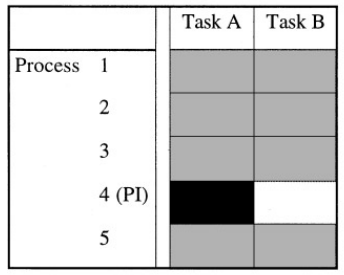 Task A Task B
Process 1
2
3
4 (PI)
5